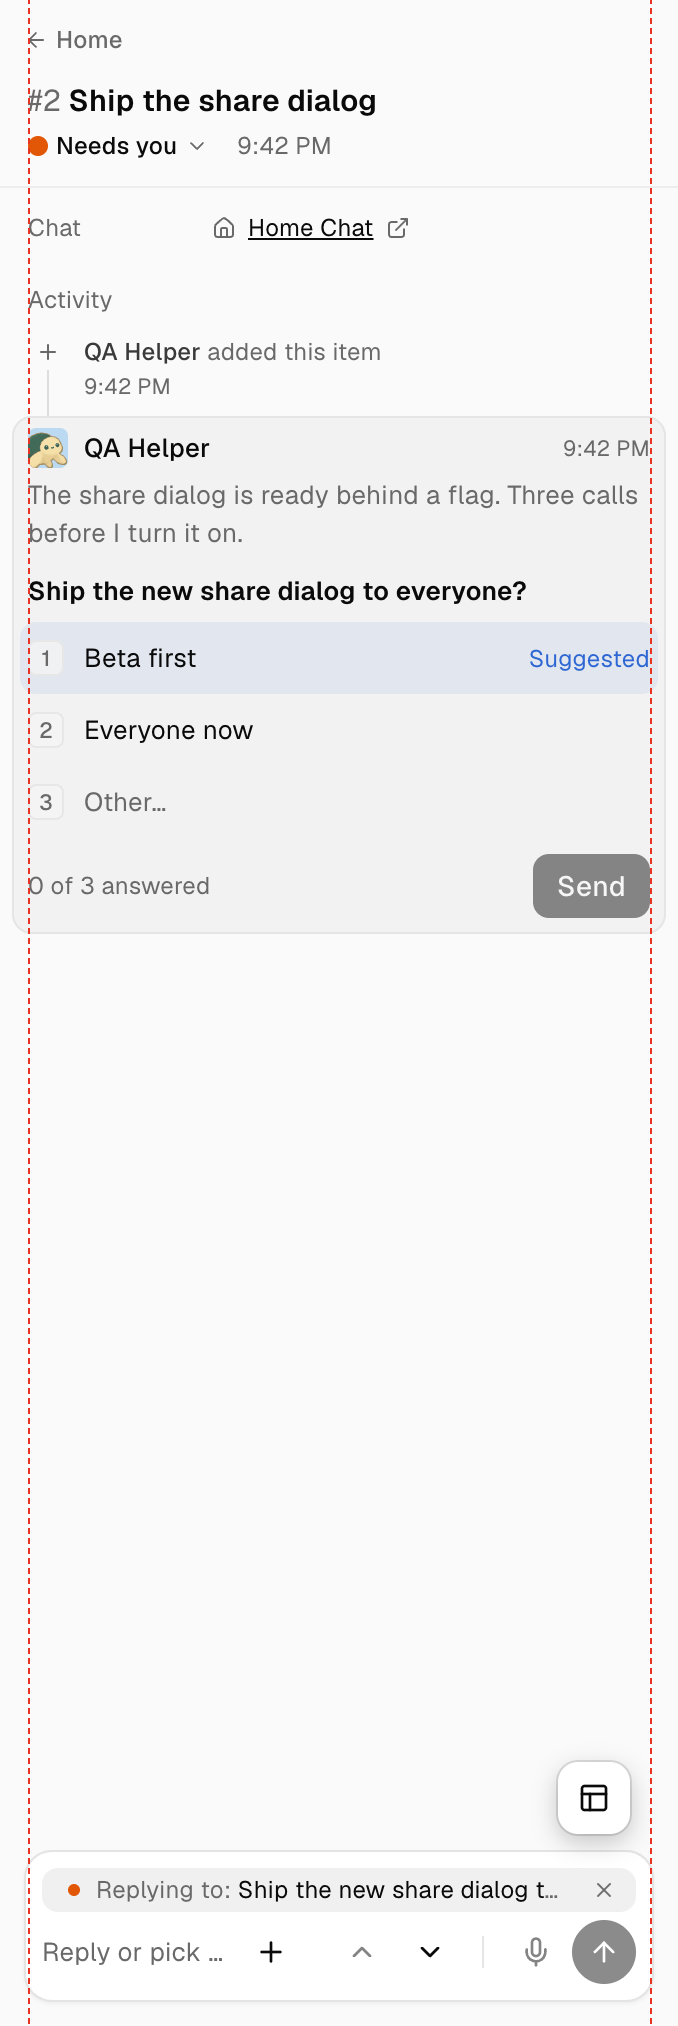 Home
#2 Ship the share dialog
Needs you 9:42 PM
Chat Home Chat
Activity
QA Helper added this item
9:42 PM
QA Helper 9:42 PM
The share dialog is ready behind a flag. Three calls
before I turn it on.
Ship the new share dialog to everyone?
1 Beta first Suggested
2 Everyone now
3 Other...
0 of 3 answered Send
Replying to: Ship the new share dialog t...
Reply or pick ...